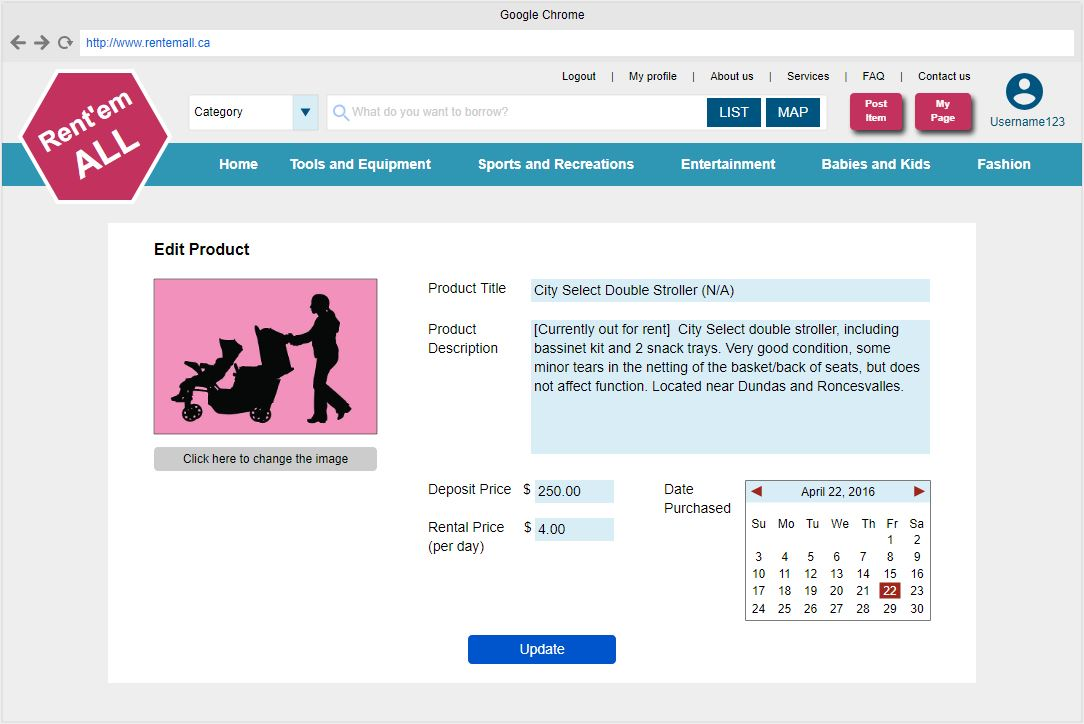 Google Chrome
http://www.rentemall.ca
Logout | My profile | About us | Services | FAQ | Contact us
Rent'em
ALL
Category
What do you want to borrow?
LIST
MAP
Post
Item
My
Page
Username123
Home
Tools and Equipment
Sports and Recreations
Entertainment
Babies and Kids
Fashion
Edit Product
Click here to change the image
Product Title
City Select Double Stroller (N/A)
Product
Description
[Currently out for rent]  City Select double stroller, including
bassinet kit and 2 snack trays. Very good condition, some
minor tears in the netting of the basket/back of seats, but does
not affect function. Located near Dundas and Roncesvalles.
Deposit Price $ 250.00
Rental Price $ 4.00
(per day)
Date
Purchased
April 22, 2016
Su Mo Tu We Th Fr Sa
1 2
3 4 5 6 7 8 9
10 11 12 13 14 15 16
17 18 19 20 21 22 23
24 25 26 27 28 29 30
Update